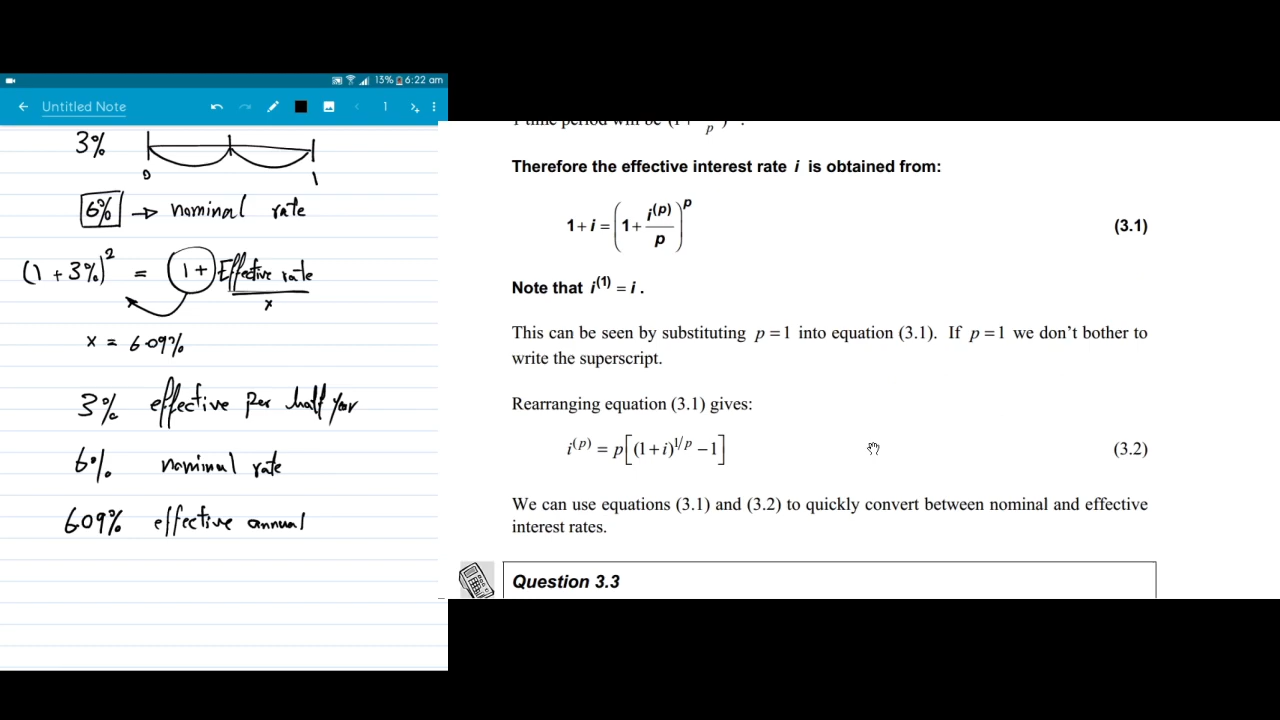 13% 6:22 am
Untitled Note
1
3%
0 1
6% → nominal rate
(1 + 3%)² = 1 + Effective rate
x
x = 6.09%
3% effective per half year
6% nominal rate
6.09% effective annual
Therefore the effective interest rate i is obtained from:
1 + i = (1 + i^(p)/p)^p (3.1)
Note that i^(1) = i .
This can be seen by substituting p = 1 into equation (3.1). If p = 1 we don’t bother to
write the superscript.
Rearranging equation (3.1) gives:
i^(p) = p[(1 + i)^1/p − 1] (3.2)
We can use equations (3.1) and (3.2) to quickly convert between nominal and effective
interest rates.
Question 3.3